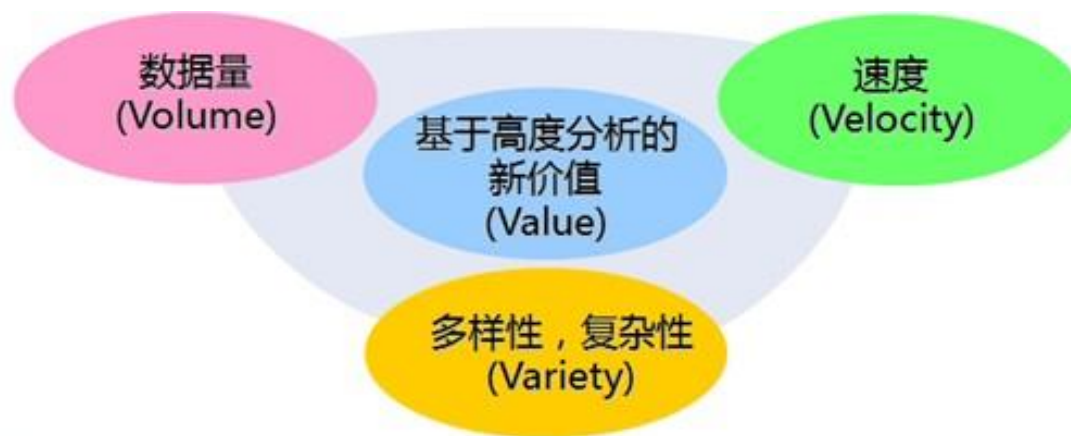 数据量
(Volume)
速度
(Velocity)
基于高度分析的
新价值
(Value)
多样性，复杂性
(Variety)